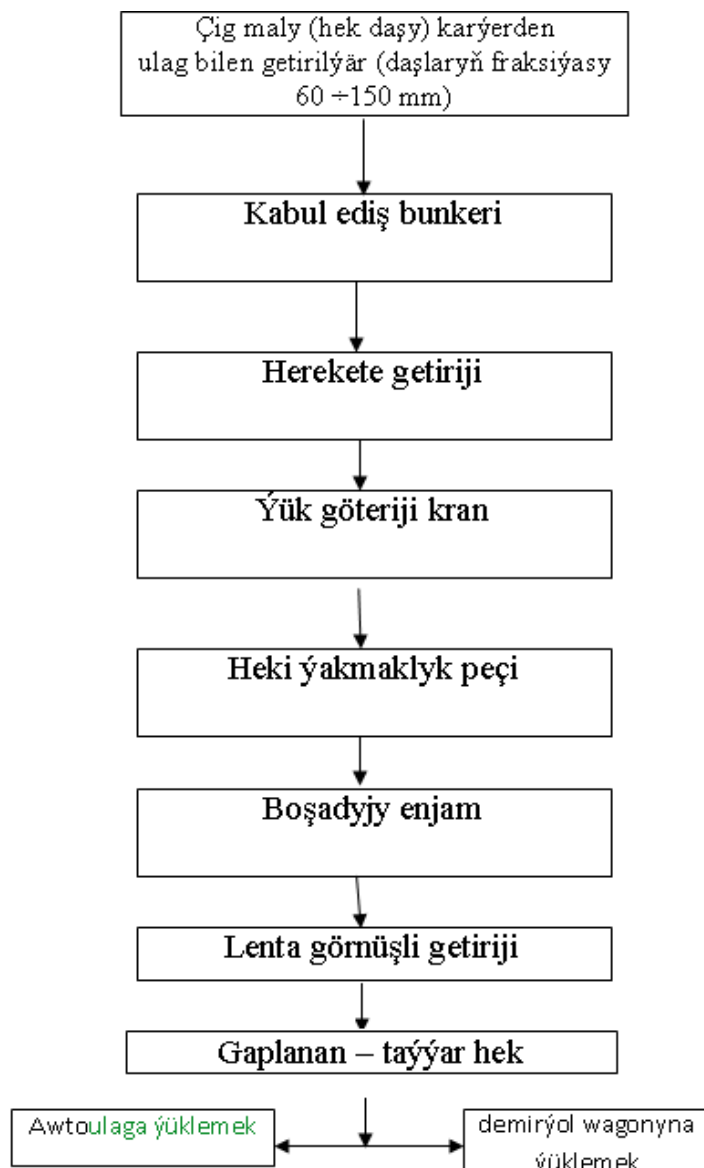 Çig maly (hek daşy) karýerden
ulag bilen getirilýär (daşlaryň fraksiýasy
60 ÷150 mm)
Kabul ediş bunkeri
Herekete getiriji
Ýük göteriji kran
Heki ýakmaklyk peçi
Boşadyjy enjam
Lenta görnüşli getiriji
Gaplanan – taýýar hek
Awtoulaga ýüklemek
demirýol wagonyna
ýüklemek